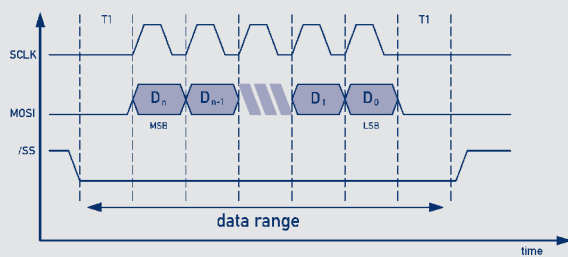 T1 T1
SCLK
MOSI Dn Dn-1 D1 D0
MSB LSB
/SS
data range
time